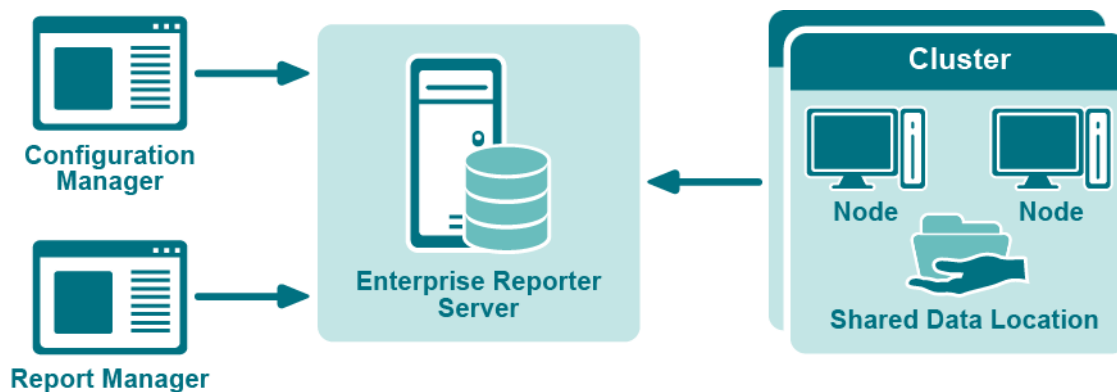 Configuration
Manager
Report Manager
Enterprise Reporter
Server
Cluster
Node
Node
Shared Data Location